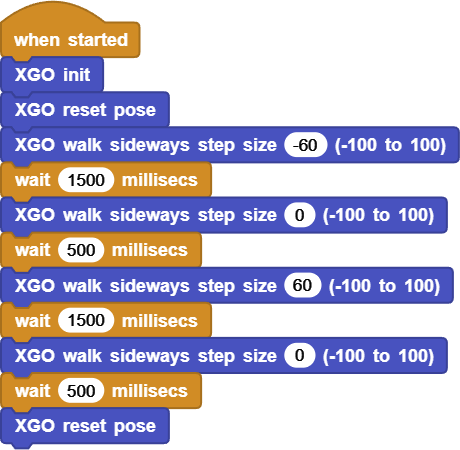 when started
XGO init
XGO reset pose
XGO walk sideways step size -60 (-100 to 100)
wait 1500 millisecs
XGO walk sideways step size 0 (-100 to 100)
wait 500 millisecs
XGO walk sideways step size 60 (-100 to 100)
wait 1500 millisecs
XGO walk sideways step size 0 (-100 to 100)
wait 500 millisecs
XGO reset pose